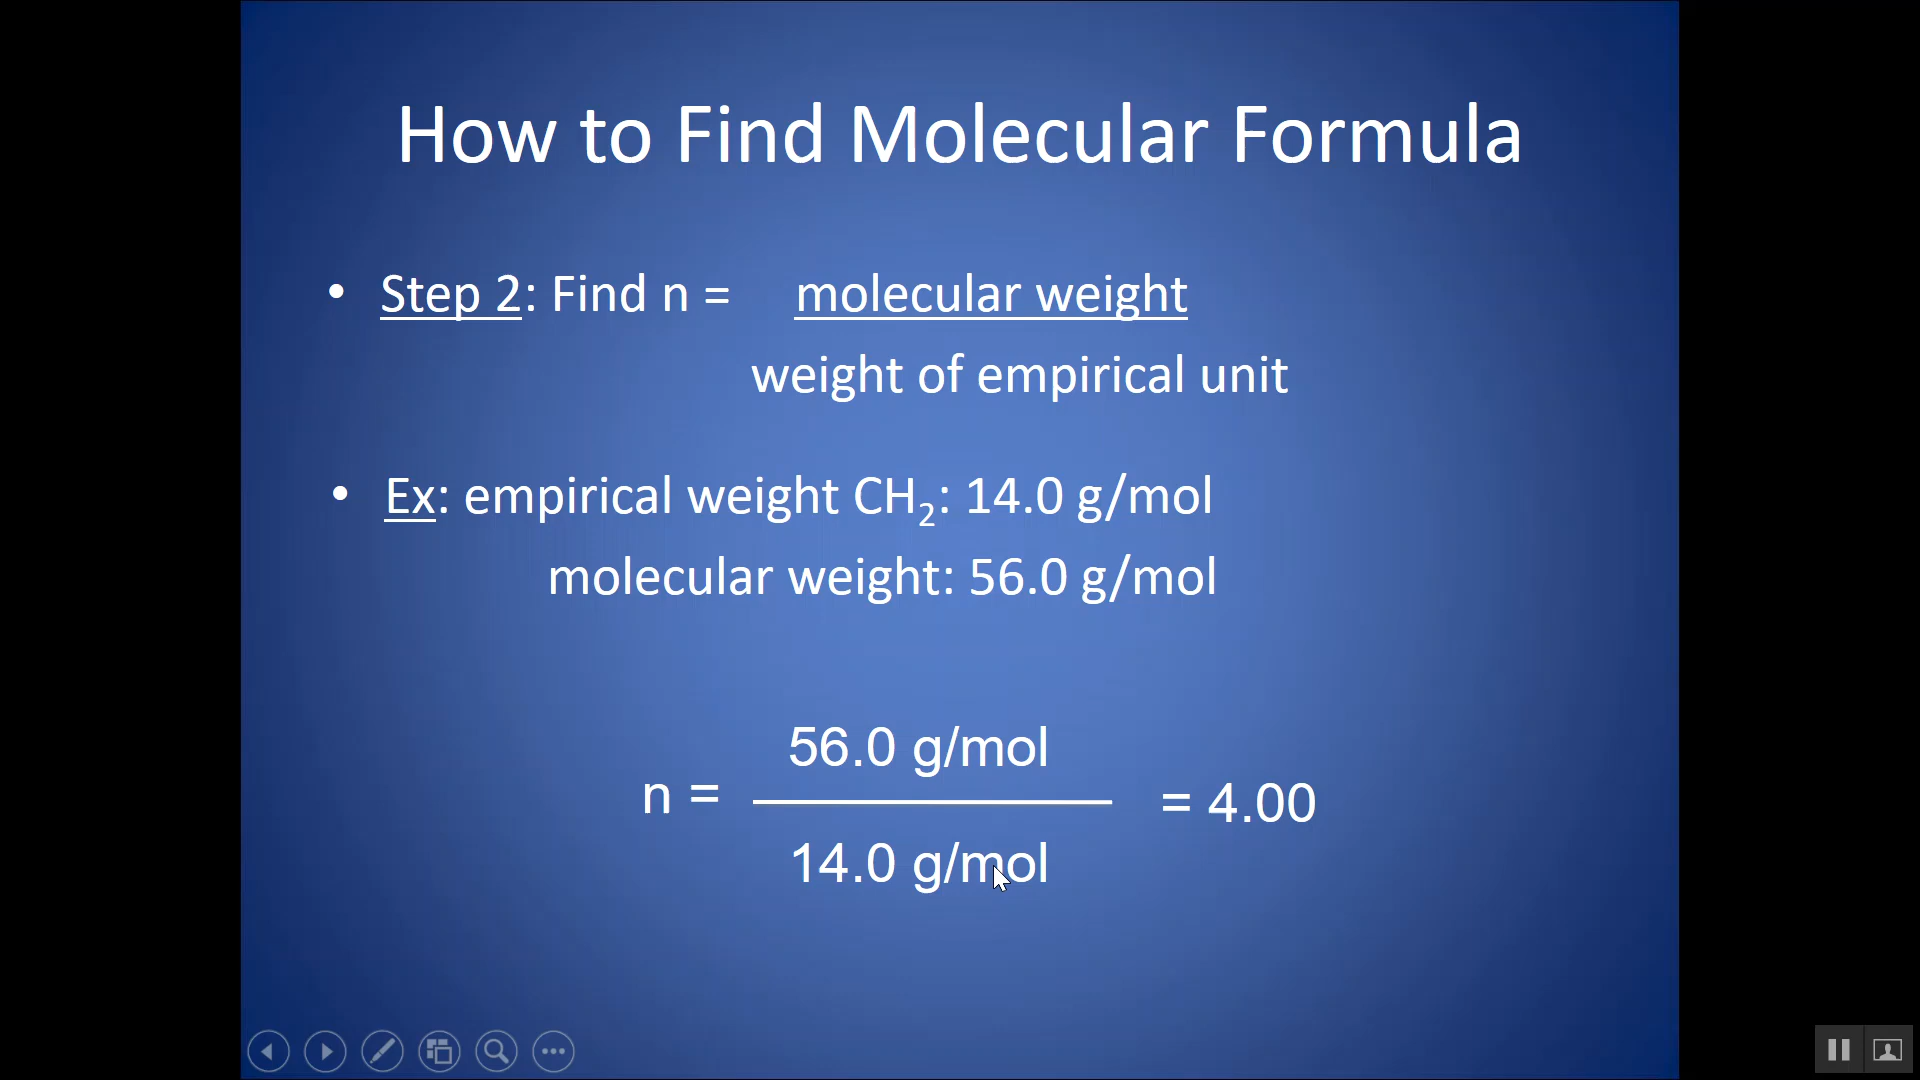 How to Find Molecular Formula
• Step 2: Find n = molecular weight
weight of empirical unit
• Ex: empirical weight CH₂: 14.0 g/mol
molecular weight: 56.0 g/mol
56.0 g/mol
n = = 4.00
14.0 g/mol